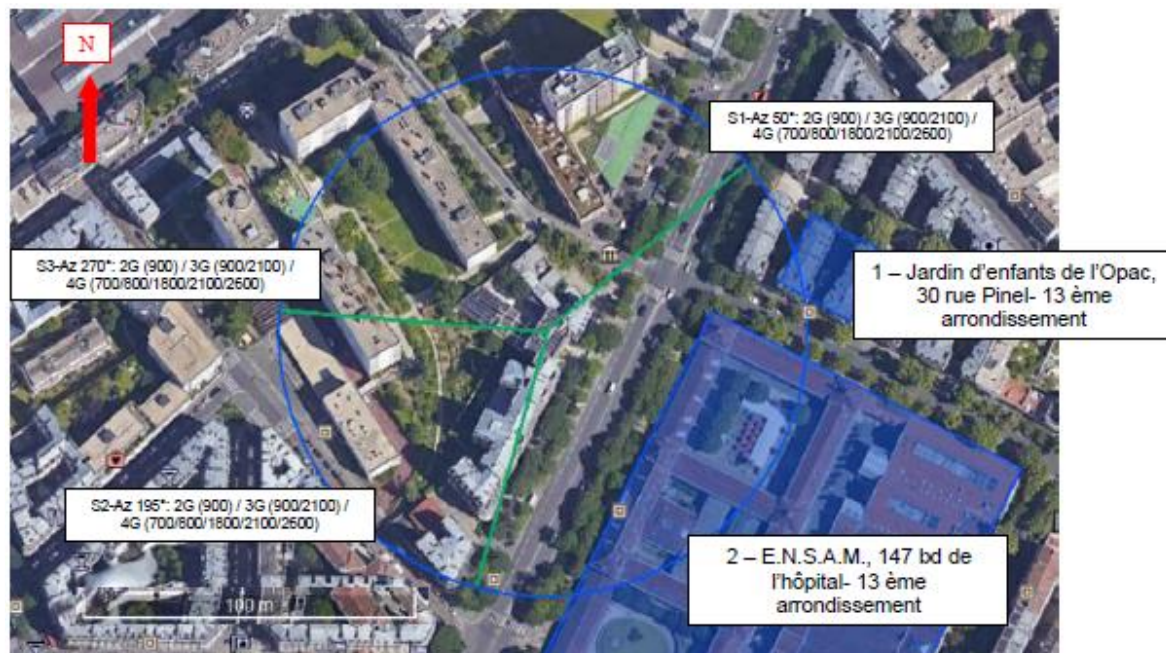 N
S1-Az 50°: 2G (900) / 3G (900/2100) /
4G (700/800/1800/2100/2600)
S3-Az 270°: 2G (900) / 3G (900/2100) /
4G (700/800/1800/2100/2600)
1 – Jardin d'enfants de l'Opac,
30 rue Pinel- 13 ème
arrondissement
S2-Az 195°: 2G (900) / 3G (900/2100) /
4G (700/800/1800/2100/2600)
2 – E.N.S.A.M., 147 bd de
l'hôpital- 13 ème
arrondissement
100 m